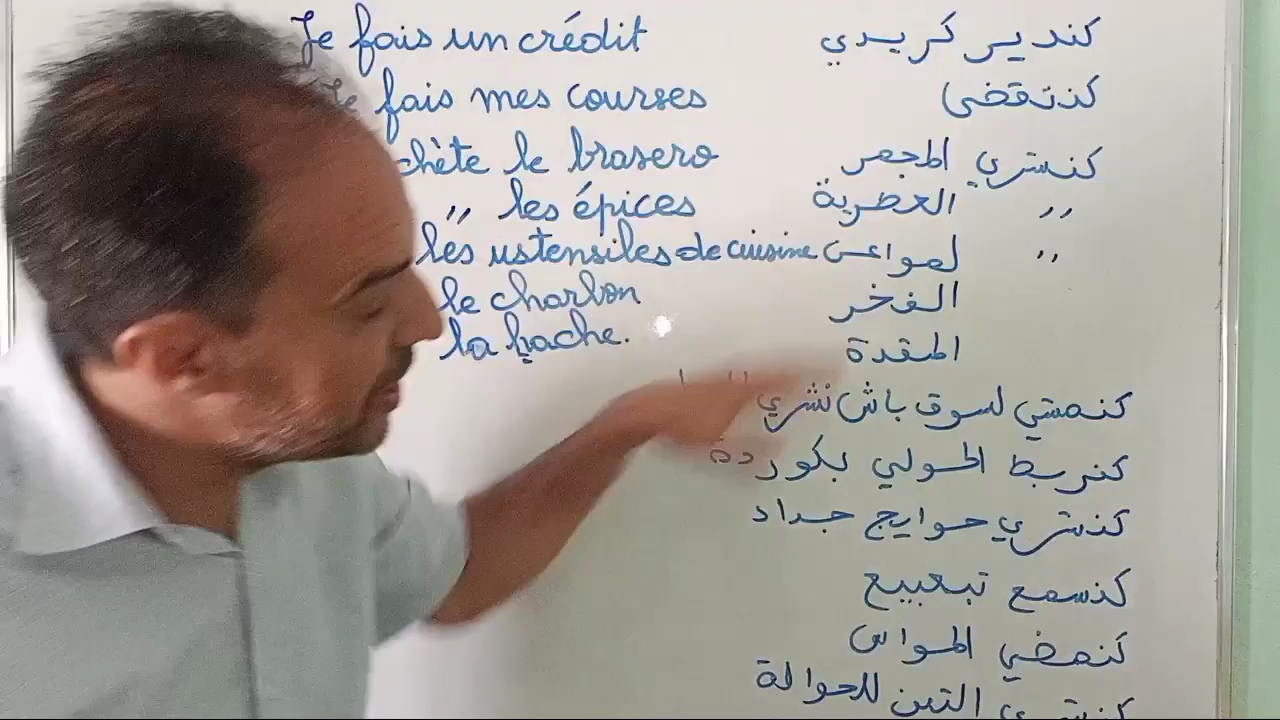 Je fais un crédit كندير كريدي
Je fais mes courses كنتقضى
chète le brasero كنشري المجمر
〃 les épices العطرية 〃
les ustensiles de cuisine لمواعن 〃
le charbon الفخر
la hache. المقدة
كنمشي لسوق باش نشري
كنربط الحولي بكوردة
كنشري حوايج جداد
كنسمع تبعبيع
كنمضي المواس
كنشري التبن للحوالة